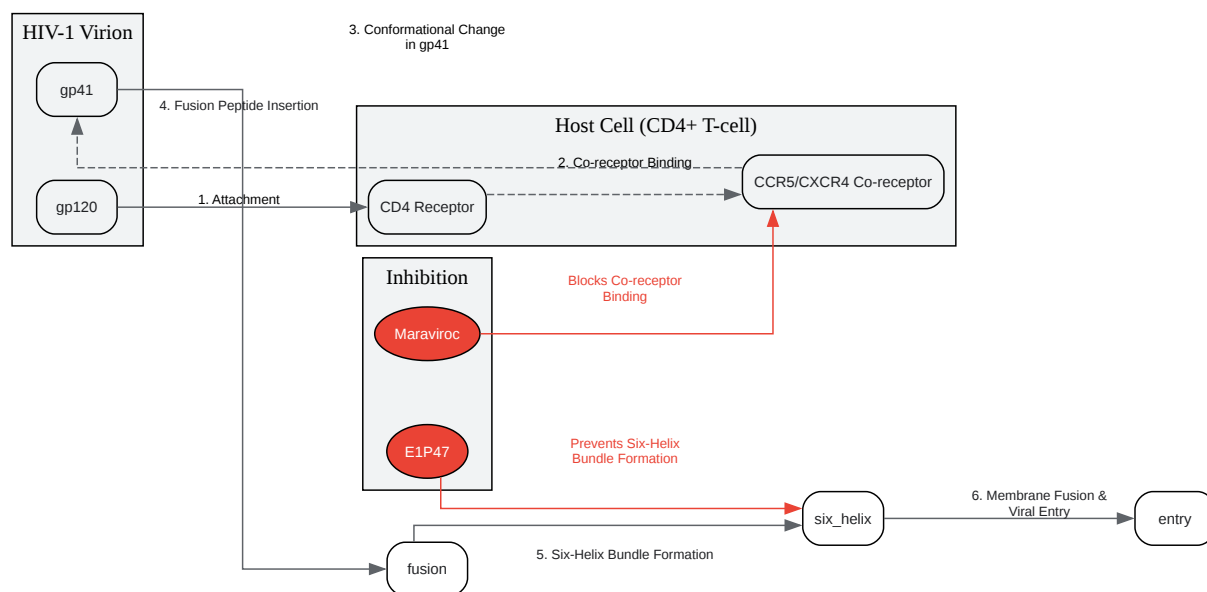 HIV-1 Virion
3. Conformational Change
in gp41
gp41
4. Fusion Peptide Insertion
Host Cell (CD4+ T-cell)
2. Co-receptor Binding
CCR5/CXCR4 Co-receptor
gp120
1. Attachment
CD4 Receptor
Inhibition
Blocks Co-receptor
Binding
Maraviroc
E1P47
Prevents Six-Helix
Bundle Formation
six_helix
6. Membrane Fusion &
Viral Entry
entry
5. Six-Helix Bundle Formation
fusion